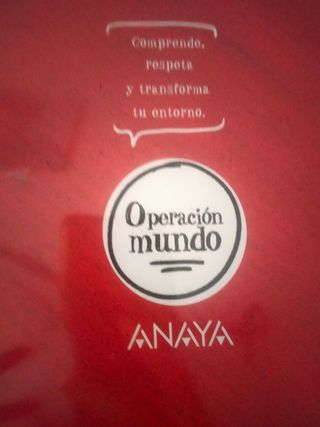 Comprende,
respeta
y transforma
tu entorno.
Operación
mundo
ANAYA